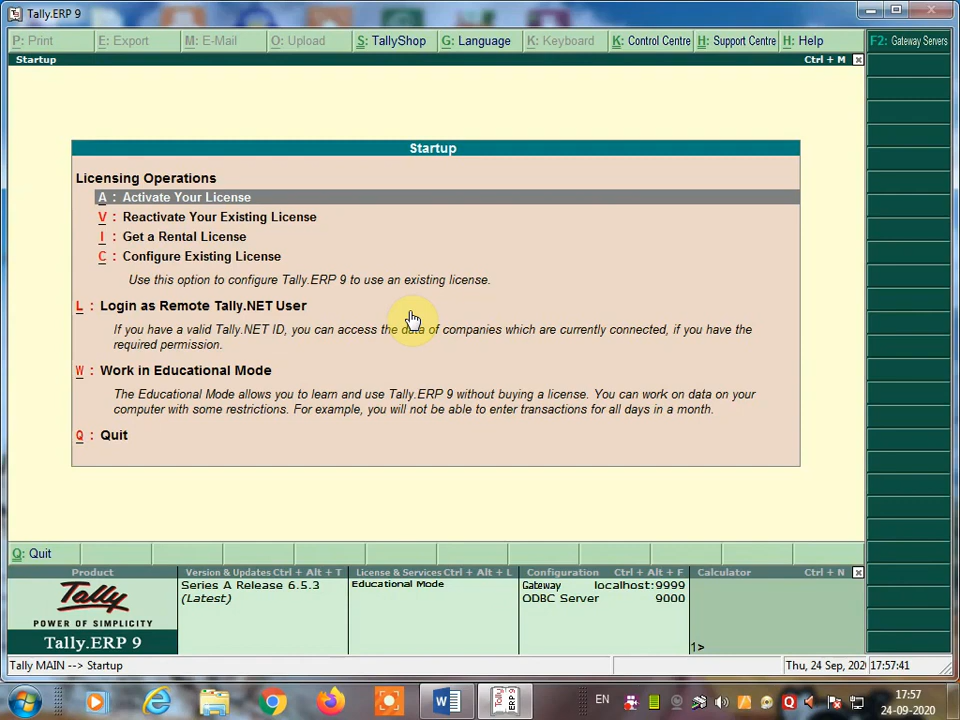 Tally.ERP 9
P: Print E: Export M: E-Mail O: Upload S: TallyShop G: Language K: Keyboard K: Control Centre H: Support Centre H: Help F2: Gateway Servers
Startup Ctrl + M
Startup
Licensing Operations
A : Activate Your License
V : Reactivate Your Existing License
I : Get a Rental License
C : Configure Existing License
Use this option to configure Tally.ERP 9 to use an existing license.
L : Login as Remote Tally.NET User
If you have a valid Tally.NET ID, you can access the data of companies which are currently connected, if you have the
required permission.
W : Work in Educational Mode
The Educational Mode allows you to learn and use Tally.ERP 9 without buying a license. You can work on data on your
computer with some restrictions. For example, you will not be able to enter transactions for all days in a month.
Q : Quit
Q: Quit
Product Version & Updates Ctrl + Alt + T License & Services Ctrl + Alt + L Configuration Ctrl + Alt + F Calculator Ctrl + N
Series A Release 6.5.3 Educational Mode Gateway localhost:9999
(Latest) ODBC Server 9000
Tally
POWER OF SIMPLICITY
Tally.ERP 9
1>
Tally MAIN --> Startup Thu, 24 Sep, 202 17:57:41
EN 17:57
24-09-2020